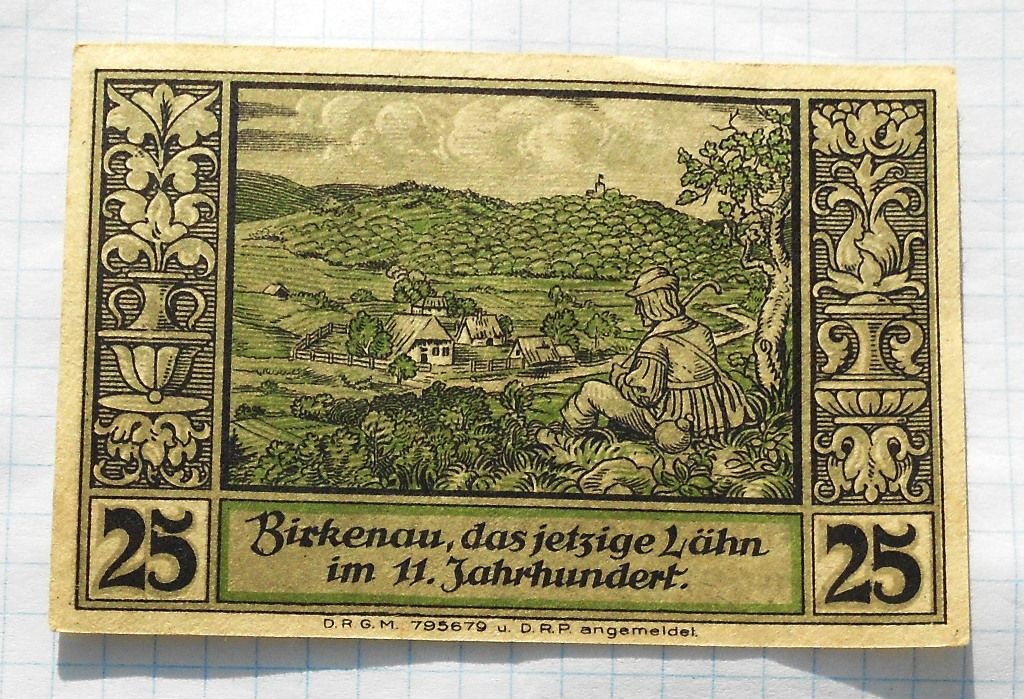 25
Birkenau, das jetzige Lähn
im 11. Jahrhundert.
25
D.R.G.M. 795679 u. D.R.P. angemeldet.